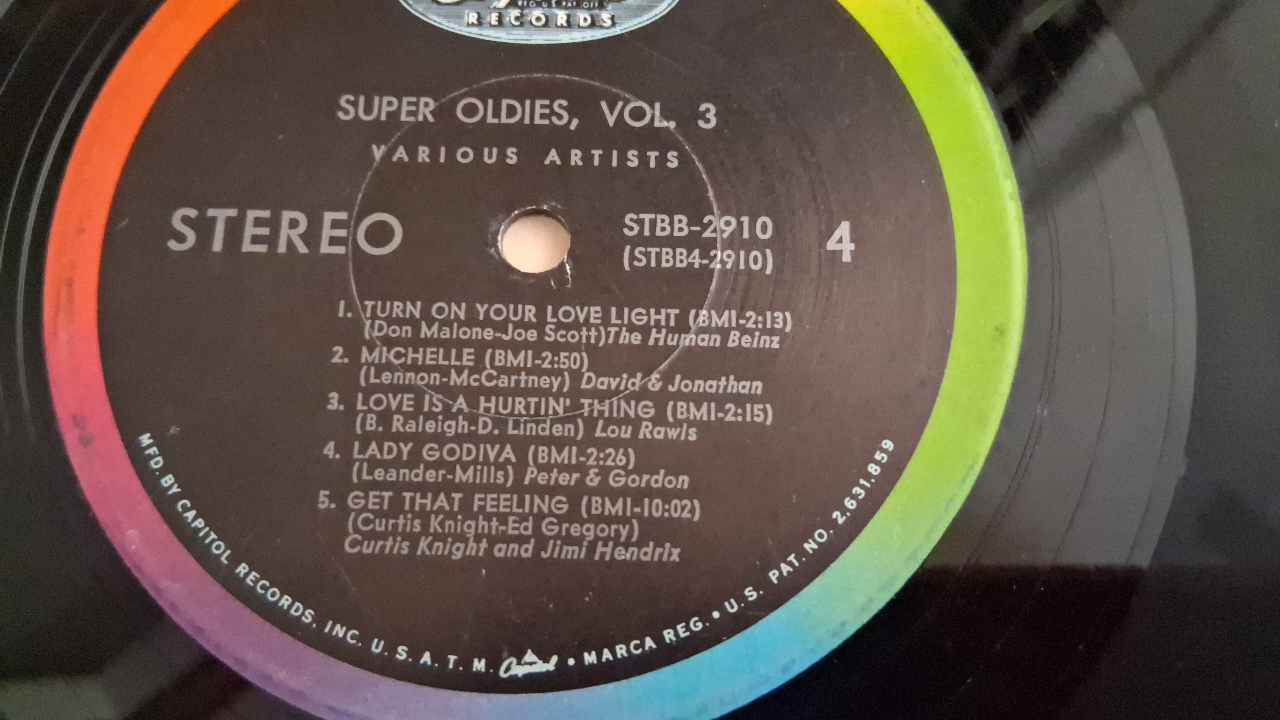 REG. U.S. PAT. OFF.
RECORDS
SUPER OLDIES, VOL. 3
VARIOUS ARTISTS
STEREO
STBB-2910
(STBB4-2910)
4
1. TURN ON YOUR LOVE LIGHT (BMI-2:13)
(Don Malone-Joe Scott)The Human Beinz
2. MICHELLE (BMI-2:50)
(Lennon-McCartney) David & Jonathan
3. LOVE IS A HURTIN' THING (BMI-2:15)
(B. Raleigh-D. Linden) Lou Rawls
4. LADY GODIVA (BMI-2:26)
(Leander-Mills) Peter & Gordon
5. GET THAT FEELING (BMI-10:02)
(Curtis Knight-Ed Gregory)
Curtis Knight and Jimi Hendrix
MFD. BY CAPITOL RECORDS, INC. U.S.A. T.M. Capitol • MARCA REG. • U.S. PAT. NO. 2,631,859